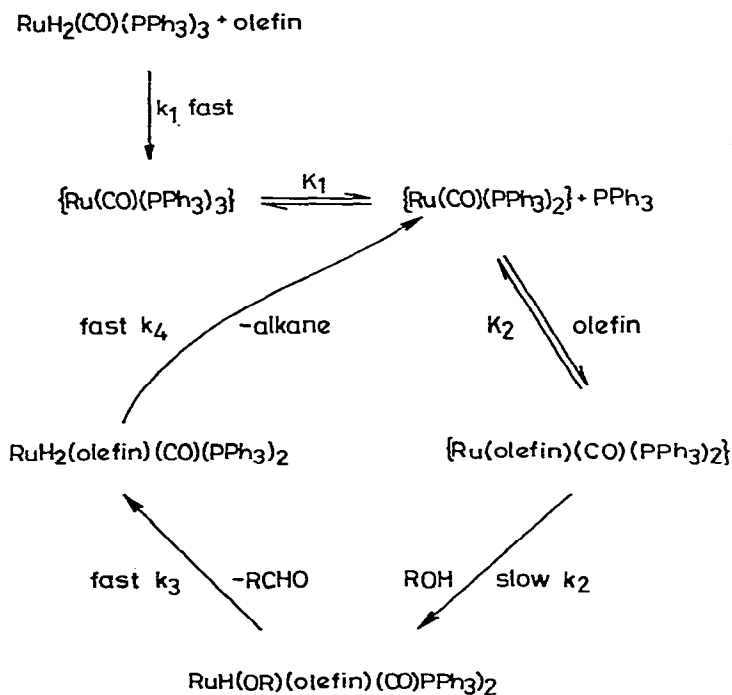 RuH2(CO)(PPh3)3 + olefin
k1 fast
{Ru(CO)(PPh3)3}
K1
{Ru(CO)(PPh3)2} + PPh3
fast k4
-alkane
K2
olefin
RuH2(olefin)(CO)(PPh3)2
{Ru(olefin)(CO)(PPh3)2}
fast k3
-RCHO
ROH
slow k2
RuH(OR)(olefin)(CO)PPh3)2